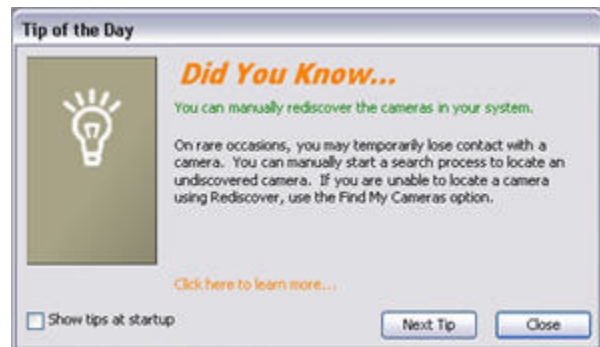 Tip of the Day
Did You Know...
You can manually rediscover the cameras in your system.
On rare occasions, you may temporarily lose contact with a
camera. You can manually start a search process to locate an
undiscovered camera. If you are unable to locate a camera
using Rediscover, use the Find My Cameras option.
Click here to learn more...
Show tips at startup
Next Tip
Close